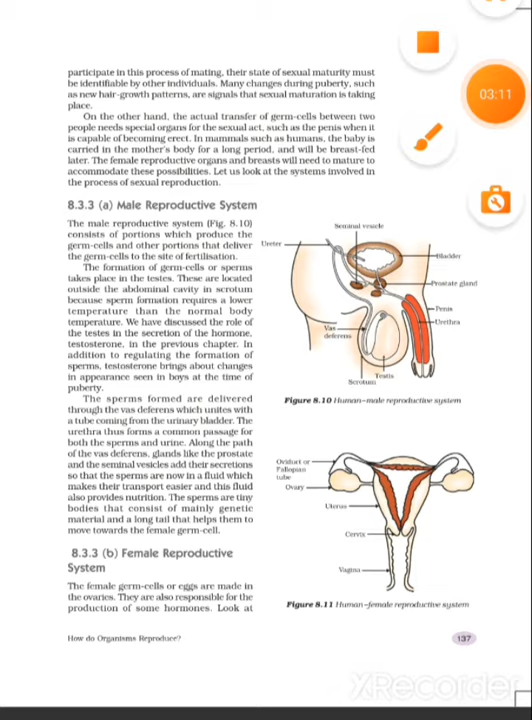 03:11
participate in this process of mating, their state of sexual maturity must
be identifiable by other individuals. Many changes during puberty, such
as new hair-growth patterns, are signals that sexual maturation is taking
place.
On the other hand, the actual transfer of germ-cells between two
people needs special organs for the sexual act, such as the penis when it
is capable of becoming erect. In mammals such as humans, the baby is
carried in the mother's body for a long period, and will be breast-fed
later. The female reproductive organs and breasts will need to mature to
accommodate these possibilities. Let us look at the systems involved in
the process of sexual reproduction.
8.3.3 (a) Male Reproductive System
The male reproductive system (Fig. 8.10)
consists of portions which produce the
germ-cells and other portions that deliver
the germ-cells to the site of fertilisation.
The formation of germ-cells or sperms
takes place in the testes. These are located
outside the abdominal cavity in scrotum
because sperm formation requires a lower
temperature than the normal body
temperature. We have discussed the role of
the testes in the secretion of the hormone,
testosterone, in the previous chapter. In
addition to regulating the formation of
sperms, testosterone brings about changes
in appearance seen in boys at the time of
puberty.
The sperms formed are delivered
through the vas deferens which unites with
a tube coming from the urinary bladder. The
urethra thus forms a common passage for
both the sperms and urine. Along the path
of the vas deferens, glands like the prostate
and the seminal vesicles add their secretions
so that the sperms are now in a fluid which
makes their transport easier and this fluid
also provides nutrition. The sperms are tiny
bodies that consist of mainly genetic
material and a long tail that helps them to
move towards the female germ-cell.
8.3.3 (b) Female Reproductive
System
The female germ-cells or eggs are made in
the ovaries. They are also responsible for the
production of some hormones. Look at
Seminal vesicle
Ureter
Bladder
Prostate gland
Penis
Urethra
Vas
deferens
Testis
Scrotum
Figure 8.10 Human–male reproductive system
Oviduct or
Fallopian
tube
Ovary
Uterus
Cervix
Vagina
Figure 8.11 Human–female reproductive system
How do Organisms Reproduce?
137
XRecorder